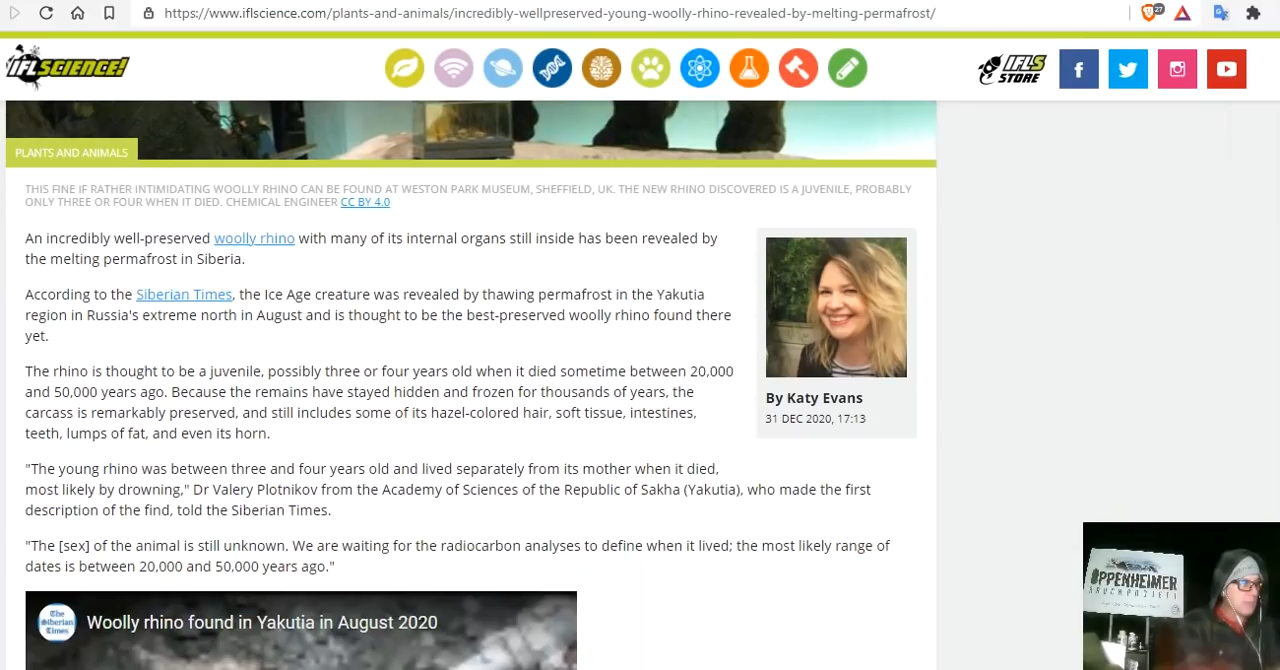 https://www.iflscience.com/plants-and-animals/incredibly-wellpreserved-young-woolly-rhino-revealed-by-melting-permafrost/
27
IFLSCIENCE!
IFLS
STORE
PLANTS AND ANIMALS
THIS FINE IF RATHER INTIMIDATING WOOLLY RHINO CAN BE FOUND AT WESTON PARK MUSEUM, SHEFFIELD, UK. THE NEW RHINO DISCOVERED IS A JUVENILE, PROBABLY
ONLY THREE OR FOUR WHEN IT DIED. CHEMICAL ENGINEER CC BY 4.0
An incredibly well-preserved woolly rhino with many of its internal organs still inside has been revealed by
the melting permafrost in Siberia.
According to the Siberian Times, the Ice Age creature was revealed by thawing permafrost in the Yakutia
region in Russia's extreme north in August and is thought to be the best-preserved woolly rhino found there
yet.
The rhino is thought to be a juvenile, possibly three or four years old when it died sometime between 20,000
and 50,000 years ago. Because the remains have stayed hidden and frozen for thousands of years, the
carcass is remarkably preserved, and still includes some of its hazel-colored hair, soft tissue, intestines,
teeth, lumps of fat, and even its horn.
"The young rhino was between three and four years old and lived separately from its mother when it died,
most likely by drowning," Dr Valery Plotnikov from the Academy of Sciences of the Republic of Sakha (Yakutia), who made the first
description of the find, told the Siberian Times.
"The [sex] of the animal is still unknown. We are waiting for the radiocarbon analyses to define when it lived; the most likely range of
dates is between 20,000 and 50,000 years ago."
By Katy Evans
31 DEC 2020, 17:13
The
Siberian
Times
Woolly rhino found in Yakutia in August 2020
OPPENHEIMER